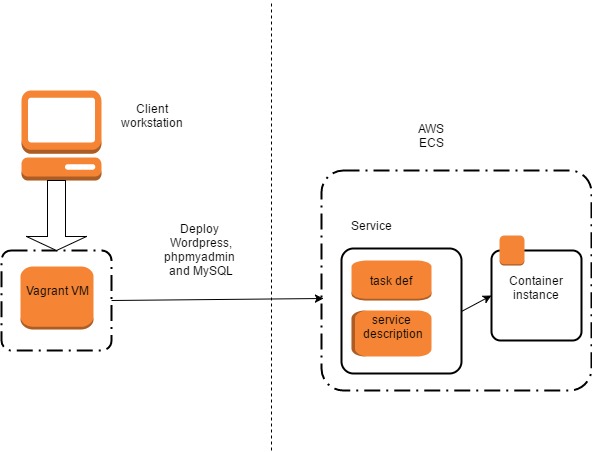 Client
workstation
AWS
ECS
Deploy
Wordpress,
phpmyadmin
and MySQL
Service
Vagrant VM
task def
service
description
Container
instance